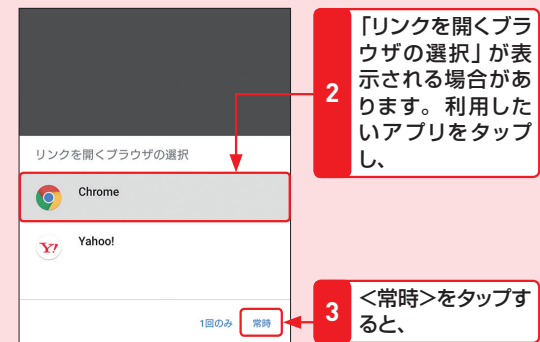 リンクを開くブラウザの選択
Chrome
Y!
Yahoo!
1回のみ 常時
2
「リンクを開くブラ
ウザの選択」が表
示される場合があ
ります。利用した
いアプリをタップ
し、
3
＜常時＞をタップす
ると、